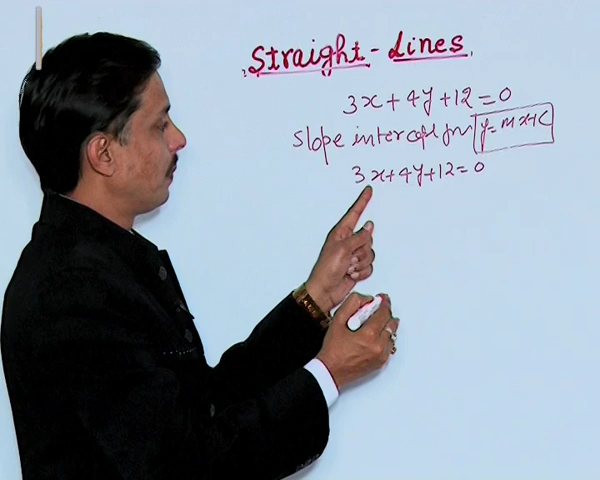 Straight - Lines
3x + 4y + 12 = 0
Slope intercept form y = mx + c
3x + 4y + 12 = 0